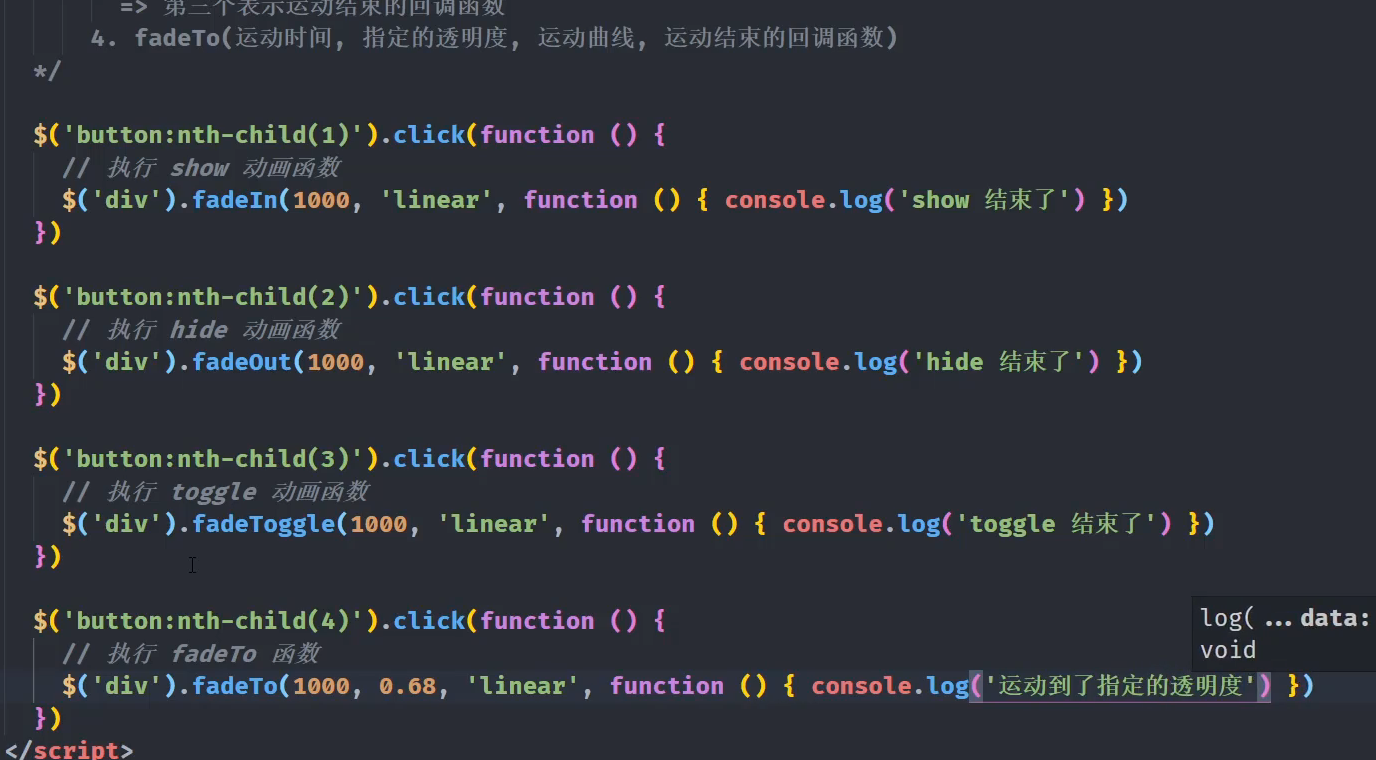 => 第三个表示运动结束的回调函数
4. fadeTo(运动时间, 指定的透明度, 运动曲线, 运动结束的回调函数)
*/
$('button:nth-child(1)').click(function () {
// 执行 show 动画函数
$('div').fadeIn(1000, 'linear', function () { console.log('show 结束了') })
})
$('button:nth-child(2)').click(function () {
// 执行 hide 动画函数
$('div').fadeOut(1000, 'linear', function () { console.log('hide 结束了') })
})
$('button:nth-child(3)').click(function () {
// 执行 toggle 动画函数
$('div').fadeToggle(1000, 'linear', function () { console.log('toggle 结束了') })
})
$('button:nth-child(4)').click(function () {
// 执行 fadeTo 函数
$('div').fadeTo(1000, 0.68, 'linear', function () { console.log('运动到了指定的透明度') })
})
</script>
log(...data:
void